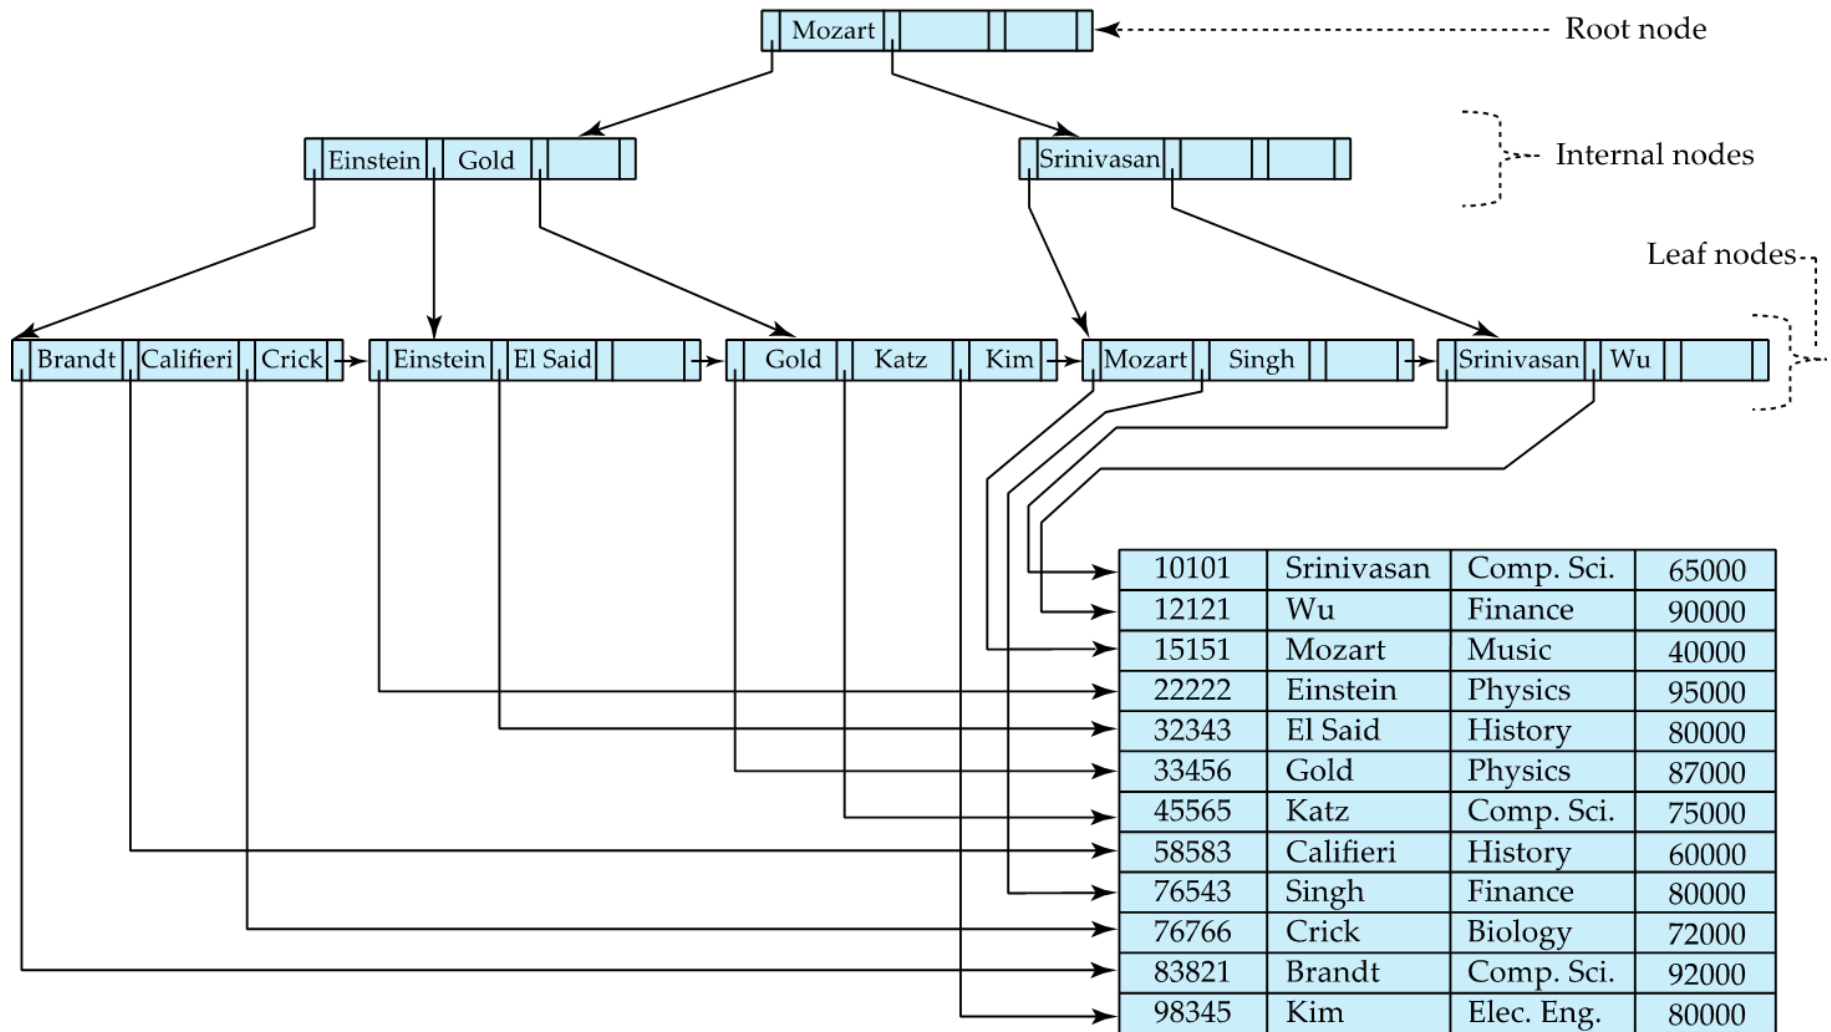 Mozart Root node
Einstein Gold Srinivasan Internal nodes
Leaf nodes
Brandt Califieri Crick Einstein El Said Gold Katz Kim Mozart Singh Srinivasan Wu
10101 Srinivasan Comp. Sci. 65000
12121 Wu Finance 90000
15151 Mozart Music 40000
22222 Einstein Physics 95000
32343 El Said History 80000
33456 Gold Physics 87000
45565 Katz Comp. Sci. 75000
58583 Califieri History 60000
76543 Singh Finance 80000
76766 Crick Biology 72000
83821 Brandt Comp. Sci. 92000
98345 Kim Elec. Eng. 80000